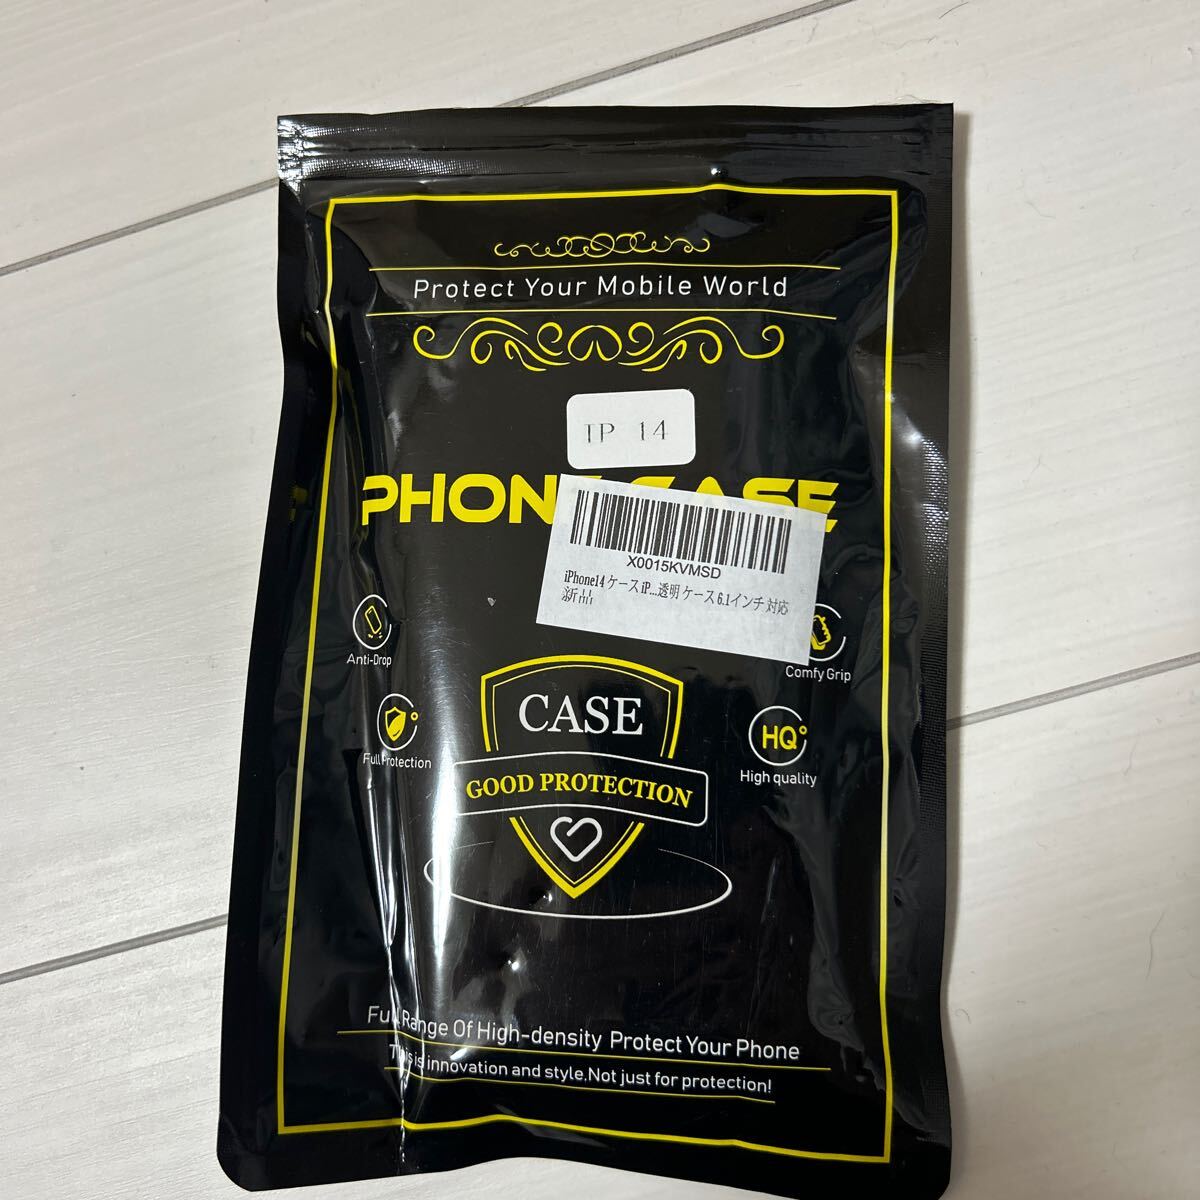 Protect Your Mobile World
IP 14
PHONE CASE
X0015KVMSD
iPhone14 ケース iP...透明 ケース 6.1インチ 対応
新品
Anti-Drop
Comfy Grip
Full Protection
HQ
High quality
CASE
GOOD PROTECTION
Full Range Of High-density Protect Your Phone
This is innovation and style,Not just for protection!